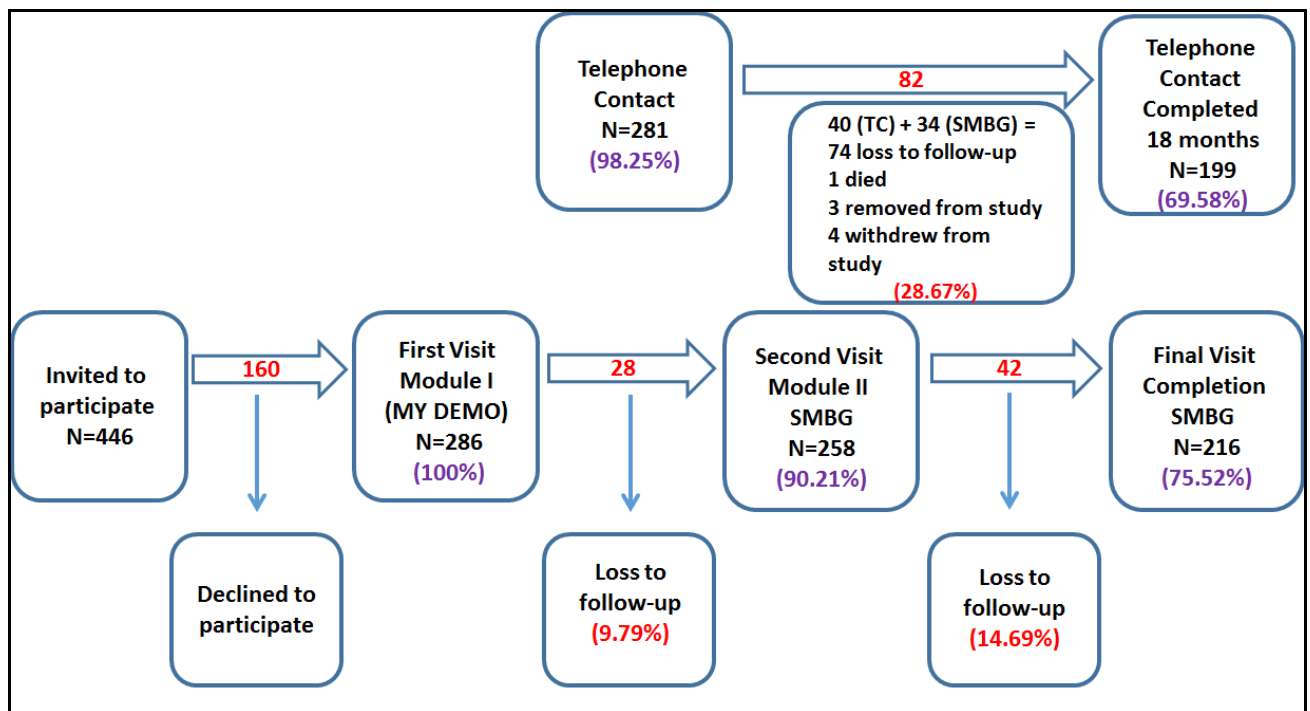 Telephone
Contact
N=281
(98.25%)
82
40 (TC) + 34 (SMBG) =
74 loss to follow-up
1 died
3 removed from study
4 withdrew from
study
(28.67%)
Telephone
Contact
Completed
18 months
N=199
(69.58%)
Invited to
participate
N=446
160
First Visit
Module I
(MY DEMO)
N=286
(100%)
28
Second Visit
Module II
SMBG
N=258
(90.21%)
42
Final Visit
Completion
SMBG
N=216
(75.52%)
Declined to
participate
Loss to
follow-up
(9.79%)
Loss to
follow-up
(14.69%)